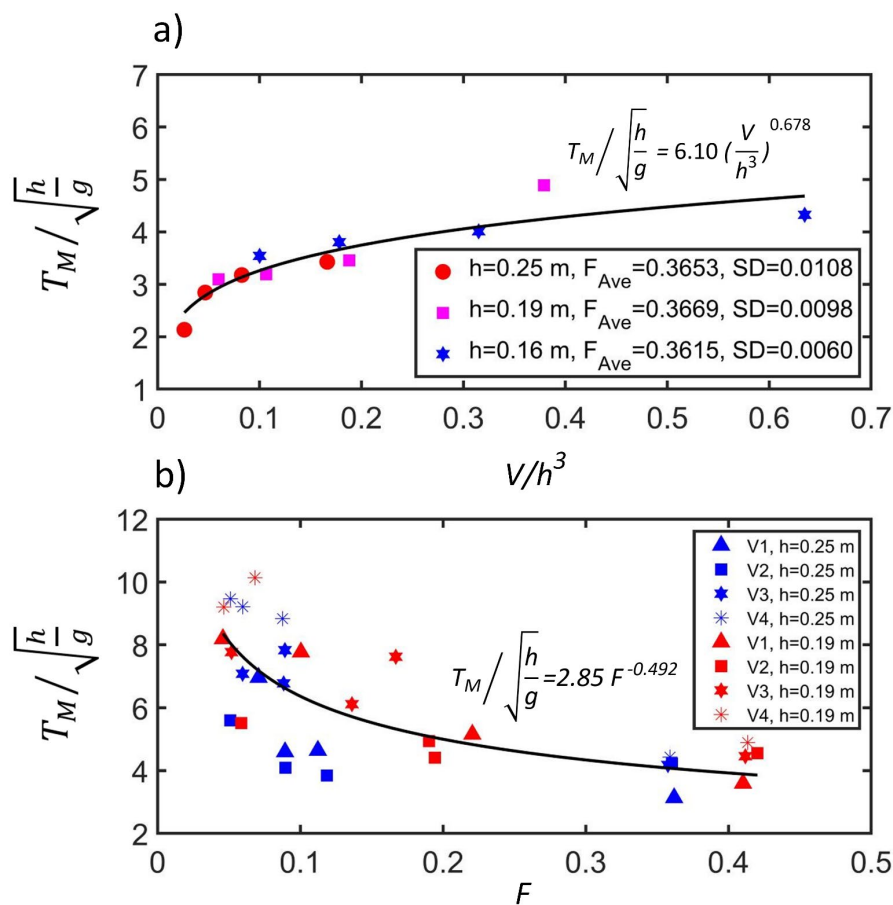 a)
7
6
5
4
3
2
1
T_M / √(h/g)
T_M / √(h/g) = 6.10 (V/h³)^0.678
h=0.25 m, F_Ave=0.3653, SD=0.0108
h=0.19 m, F_Ave=0.3669, SD=0.0098
h=0.16 m, F_Ave=0.3615, SD=0.0060
0 0.1 0.2 0.3 0.4 0.5 0.6 0.7
V/h³
b)
12
10
8
6
4
2
T_M / √(h/g)
V1, h=0.25 m
V2, h=0.25 m
V3, h=0.25 m
V4, h=0.25 m
V1, h=0.19 m
V2, h=0.19 m
V3, h=0.19 m
V4, h=0.19 m
T_M / √(h/g) =2.85 F^-0.492
0 0.1 0.2 0.3 0.4 0.5
F